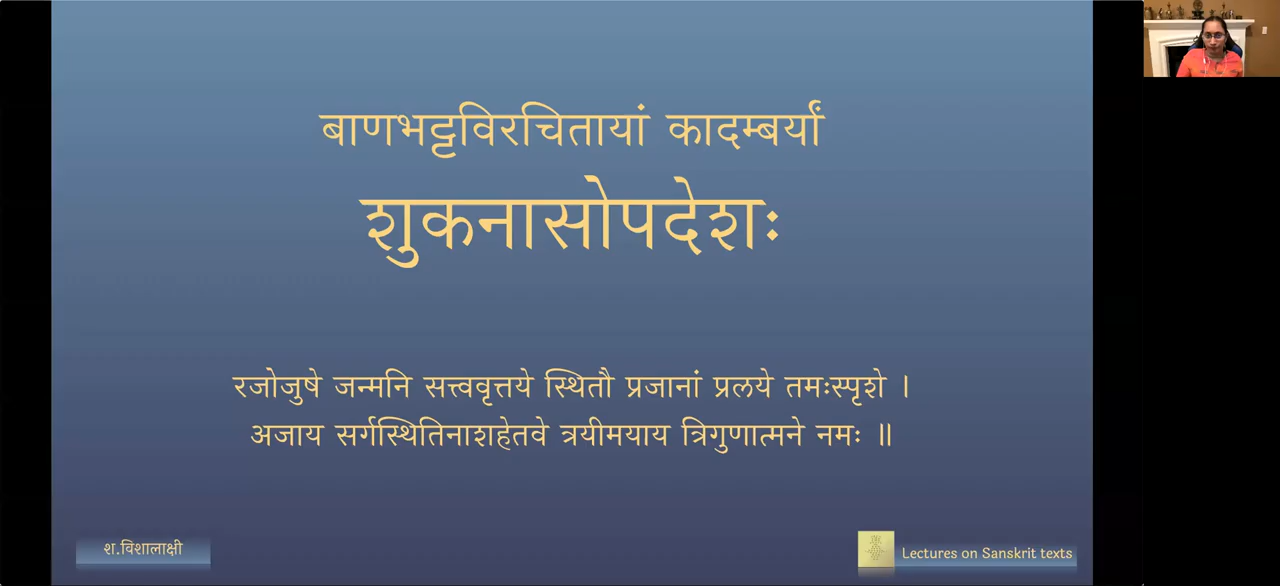 बाणभट्टविरचितायां कादम्बर्यां
शुकनासोपदेशः
रजोजुषे जन्मनि सत्त्ववृत्तये स्थितौ प्रजानां प्रलये तमःस्पृशे ।
अजाय सर्गस्थितिनाशहेतवे त्रयीमयाय त्रिगुणात्मने नमः ॥
श.विशालाक्षी
Lectures on Sanskrit texts